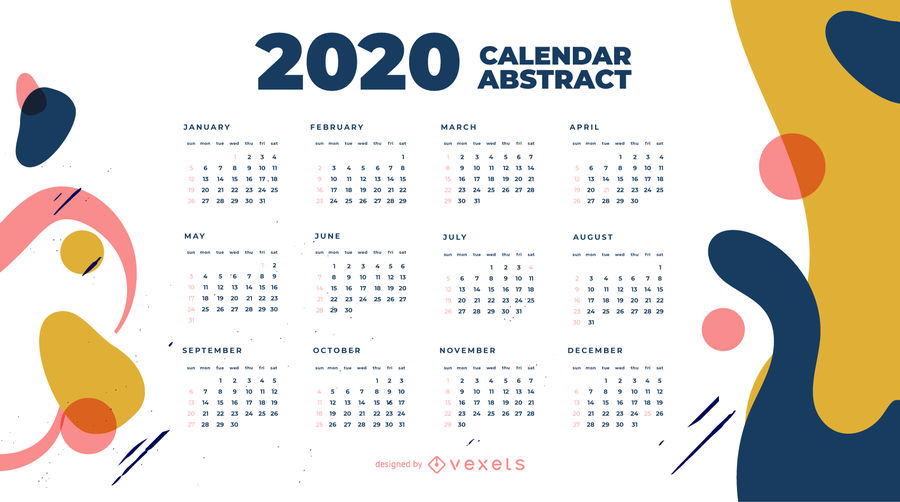 2020 CALENDAR
ABSTRACT
JANUARY
sun mon tue wed thu fri sat
1 2 3 4
5 6 7 8 9 10 11
12 13 14 15 16 17 18
19 20 21 22 23 24 25
26 27 28 29 30 31
FEBRUARY
sun mon tue wed thu fri sat
1
2 3 4 5 6 7 8
9 10 11 12 13 14 15
16 17 18 19 20 21 22
23 24 25 26 27 28 29
MARCH
sun mon tue wed thu fri sat
1 2 3 4 5 6 7
8 9 10 11 12 13 14
15 16 17 18 19 20 21
22 23 24 25 26 27 28
29 30 31
APRIL
sun mon tue wed thu fri sat
1 2 3 4
5 6 7 8 9 10 11
12 13 14 15 16 17 18
19 20 21 22 23 24 25
26 27 28 29 30
MAY
sun mon tue wed thu fri sat
1 2
3 4 5 6 7 8 9
10 11 12 13 14 15 16
17 18 19 20 21 22 23
24 25 26 27 28 29 30
31
JUNE
sun mon tue wed thu fri sat
1 2 3 4 5 6
7 8 9 10 11 12 13
14 15 16 17 18 19 20
21 22 23 24 25 26 27
28 29 30
JULY
sun mon tue wed thu fri sat
1 2 3 4
5 6 7 8 9 10 11
12 13 14 15 16 17 18
19 20 21 22 23 24 25
26 27 28 29 30 31
AUGUST
sun mon tue wed thu fri sat
1
2 3 4 5 6 7 8
9 10 11 12 13 14 15
16 17 18 19 20 21 22
23 24 25 26 27 28 29
30 31
SEPTEMBER
sun mon tue wed thu fri sat
1 2 3 4 5
6 7 8 9 10 11 12
13 14 15 16 17 18 19
20 21 22 23 24 25 26
27 28 29 30
OCTOBER
sun mon tue wed thu fri sat
1 2 3
4 5 6 7 8 9 10
11 12 13 14 15 16 17
18 19 20 21 22 23 24
25 26 27 28 29 30 31
NOVEMBER
sun mon tue wed thu fri sat
1 2 3 4 5 6 7
8 9 10 11 12 13 14
15 16 17 18 19 20 21
22 23 24 25 26 27 28
29 30
DECEMBER
sun mon tue wed thu fri sat
1 2 3 4 5
6 7 8 9 10 11 12
13 14 15 16 17 18 19
20 21 22 23 24 25 26
27 28 29 30 31
designed by vexels